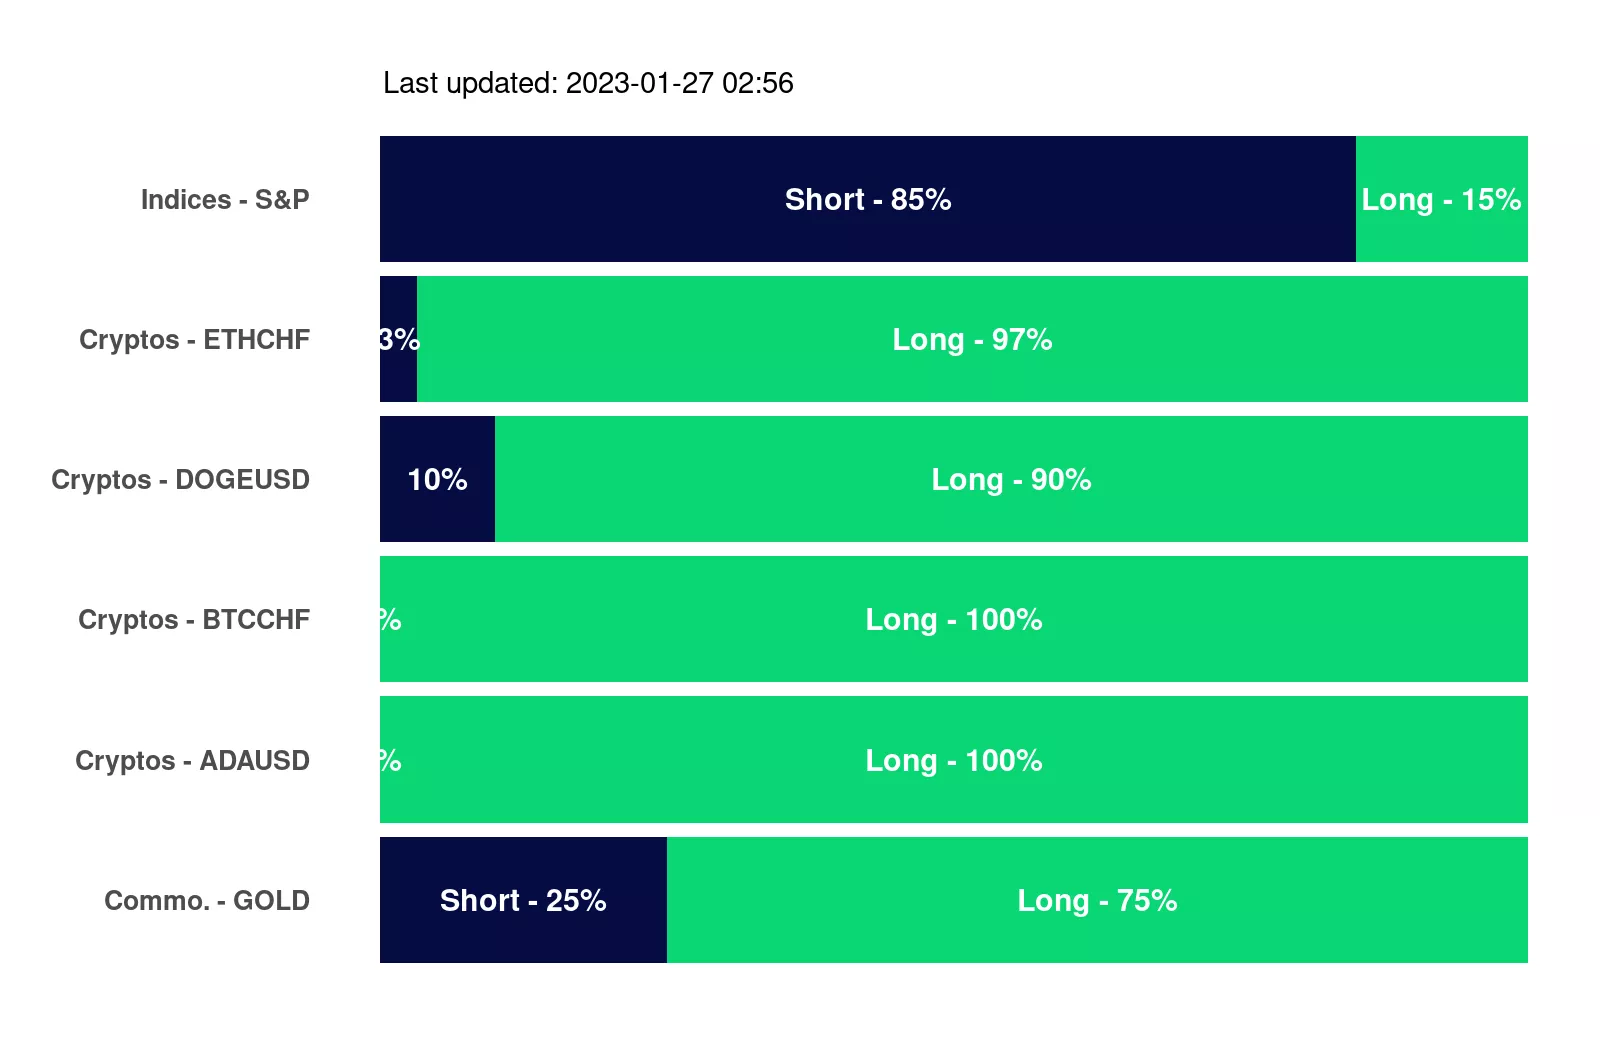 Last updated: 2023-01-27 02:56
Indices - S&P Short - 85% Long - 15%
Cryptos - ETHCHF 3% Long - 97%
Cryptos - DOGEUSD 10% Long - 90%
Cryptos - BTCCHF % Long - 100%
Cryptos - ADAUSD % Long - 100%
Commo. - GOLD Short - 25% Long - 75%